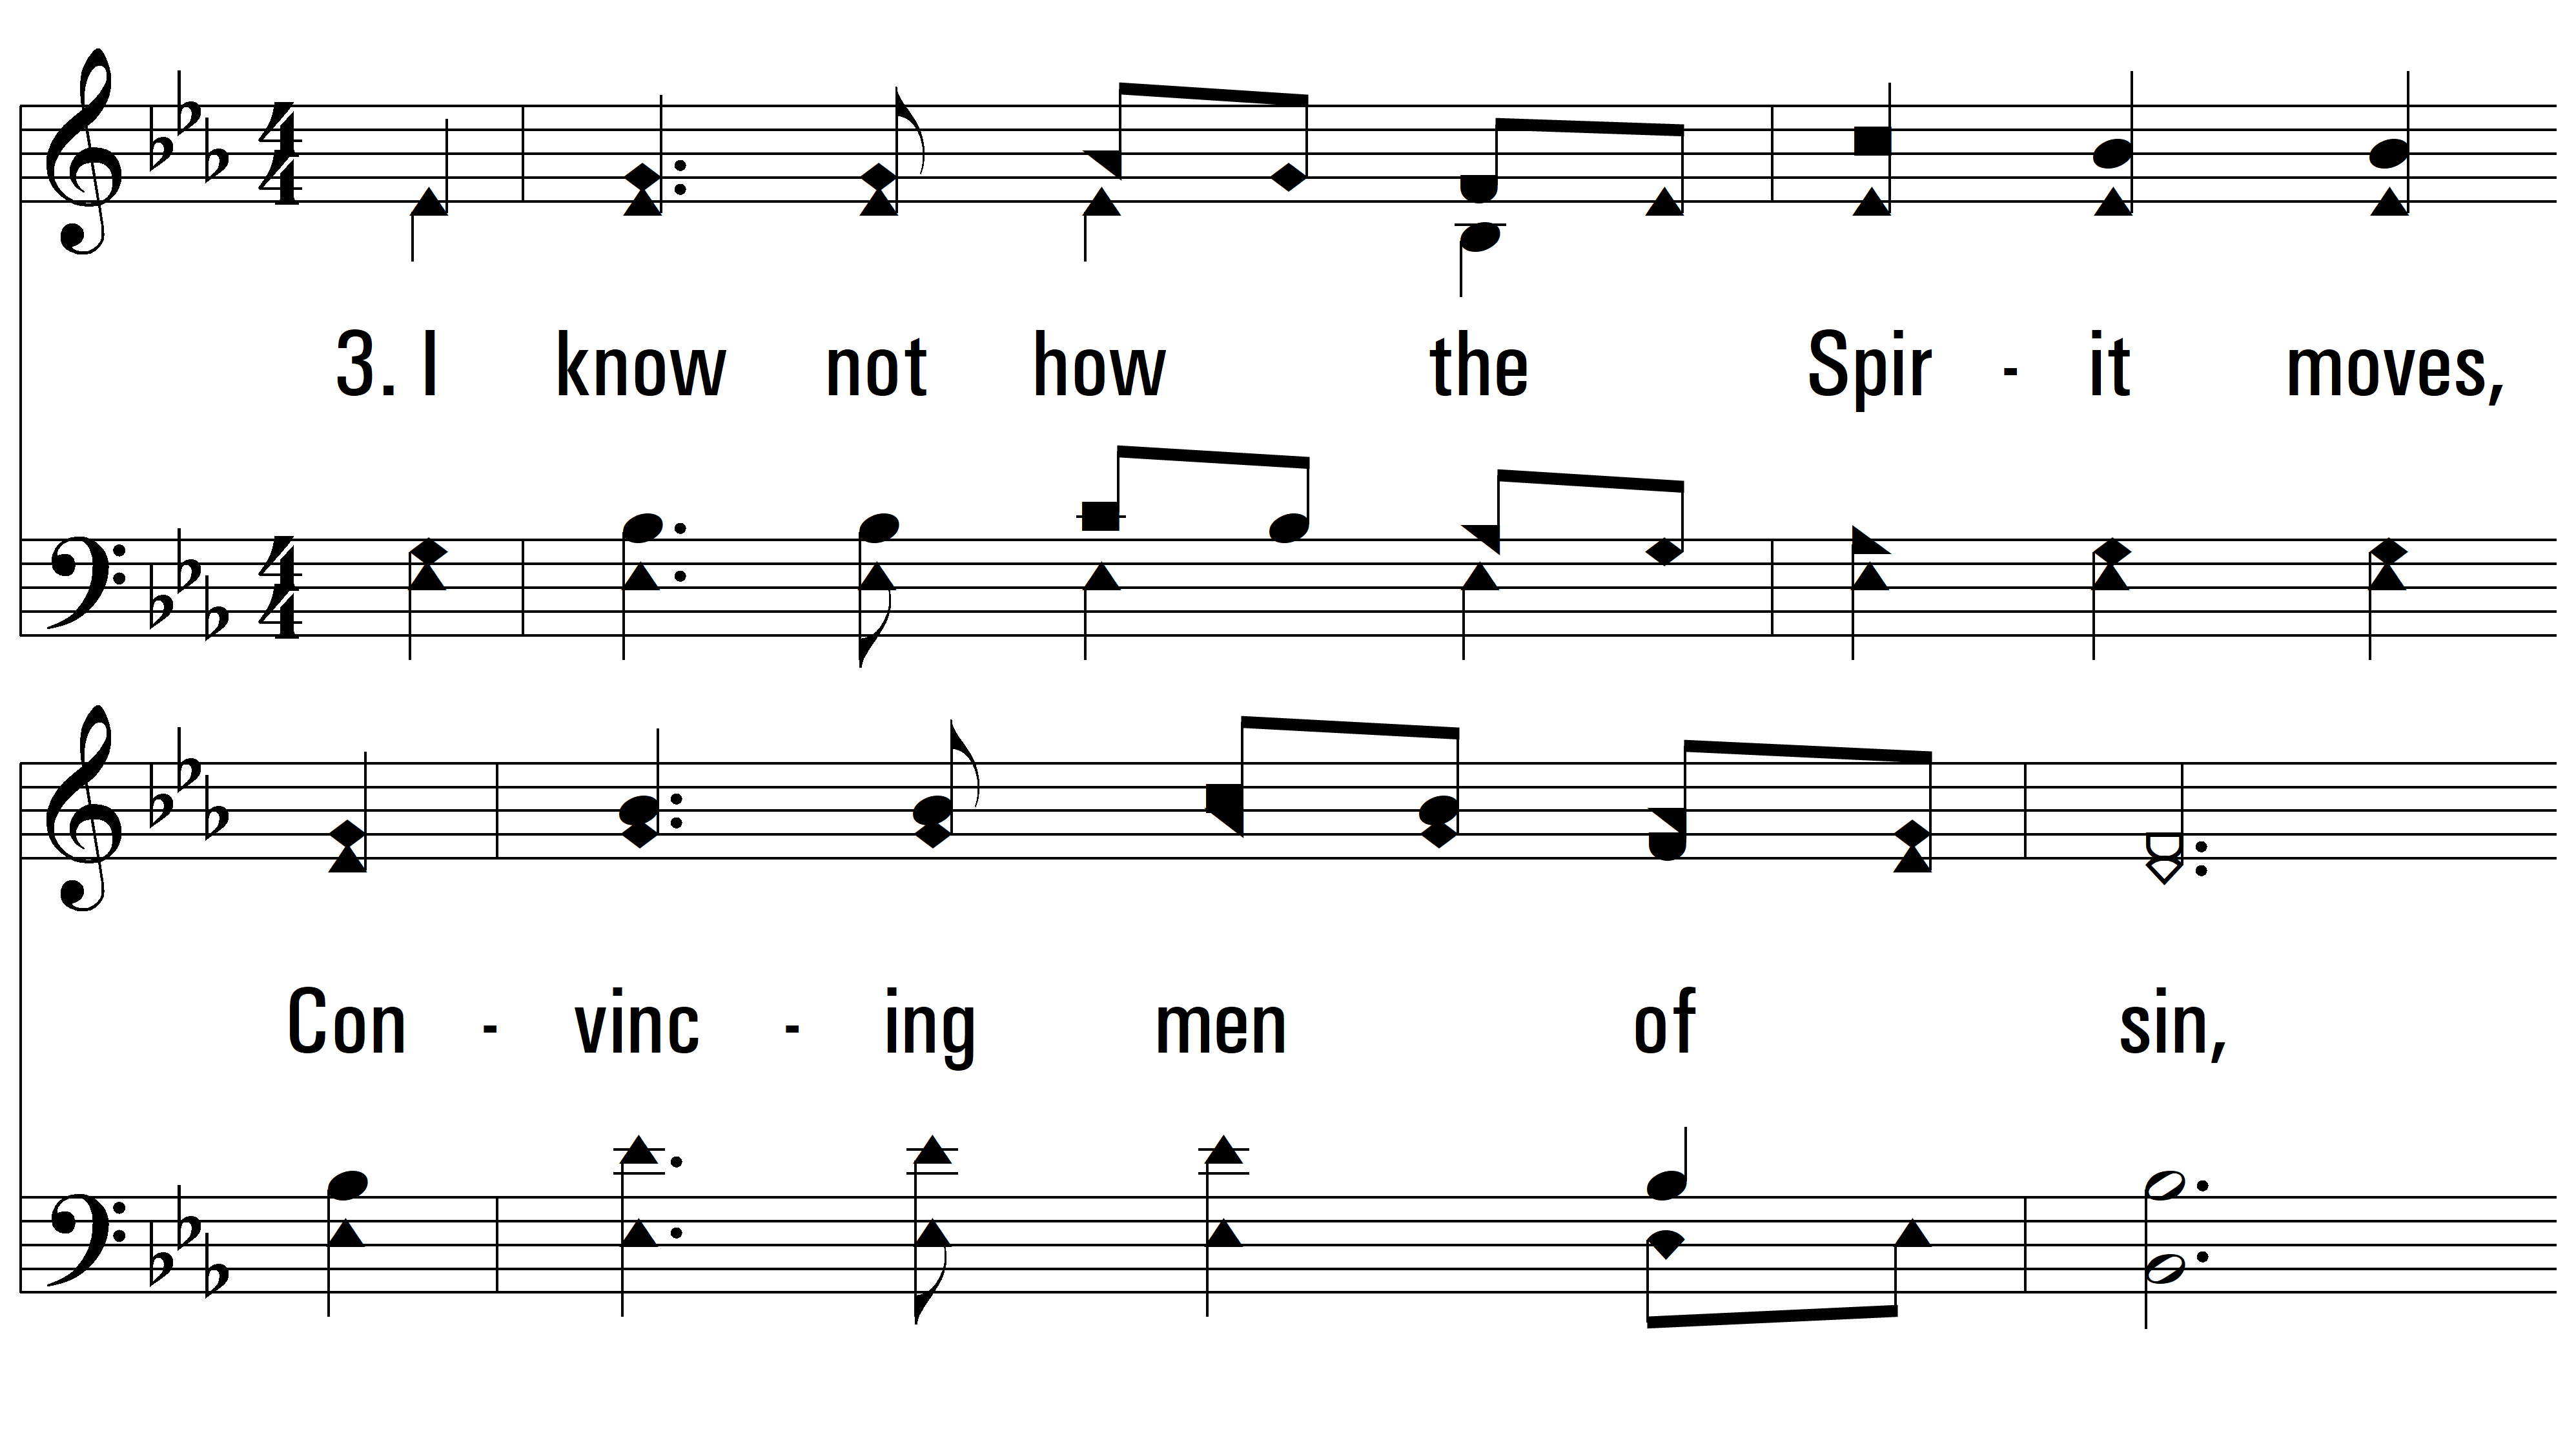 3. I know not how the Spir - it moves,
Con - vinc - ing men of sin,